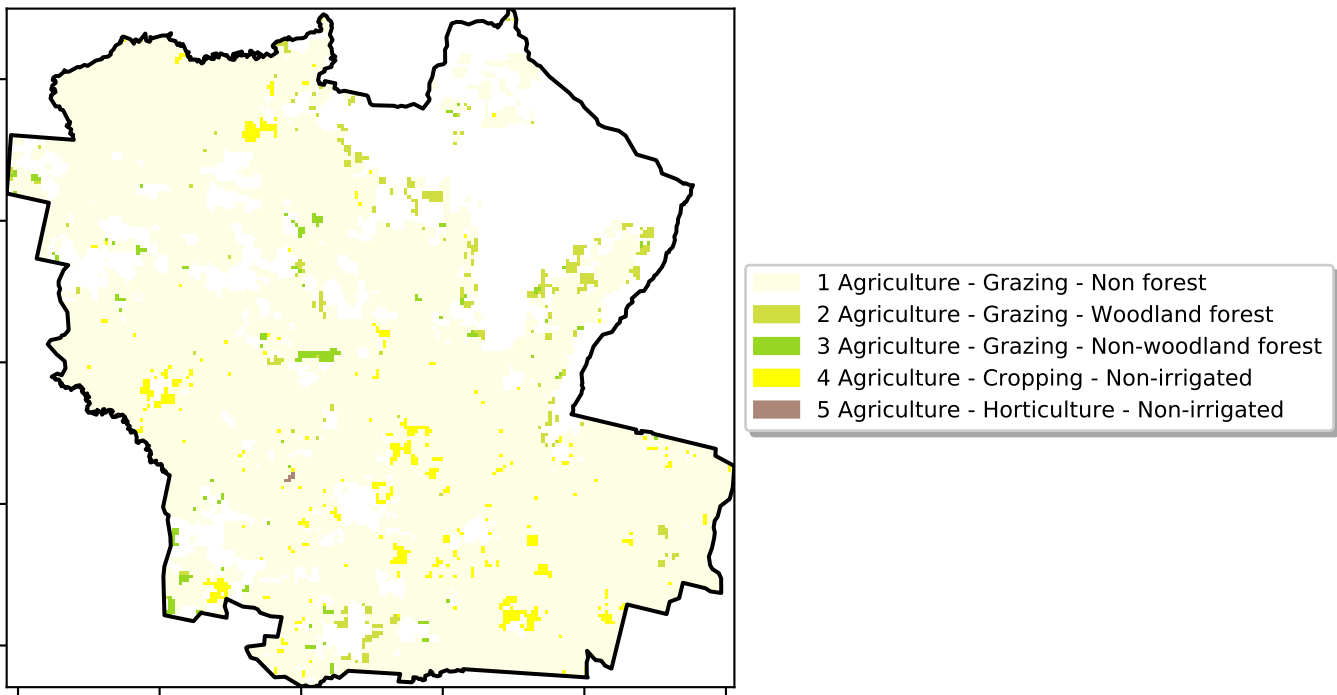 1 Agriculture - Grazing - Non forest
2 Agriculture - Grazing - Woodland forest
3 Agriculture - Grazing - Non-woodland forest
4 Agriculture - Cropping - Non-irrigated
5 Agriculture - Horticulture - Non-irrigated